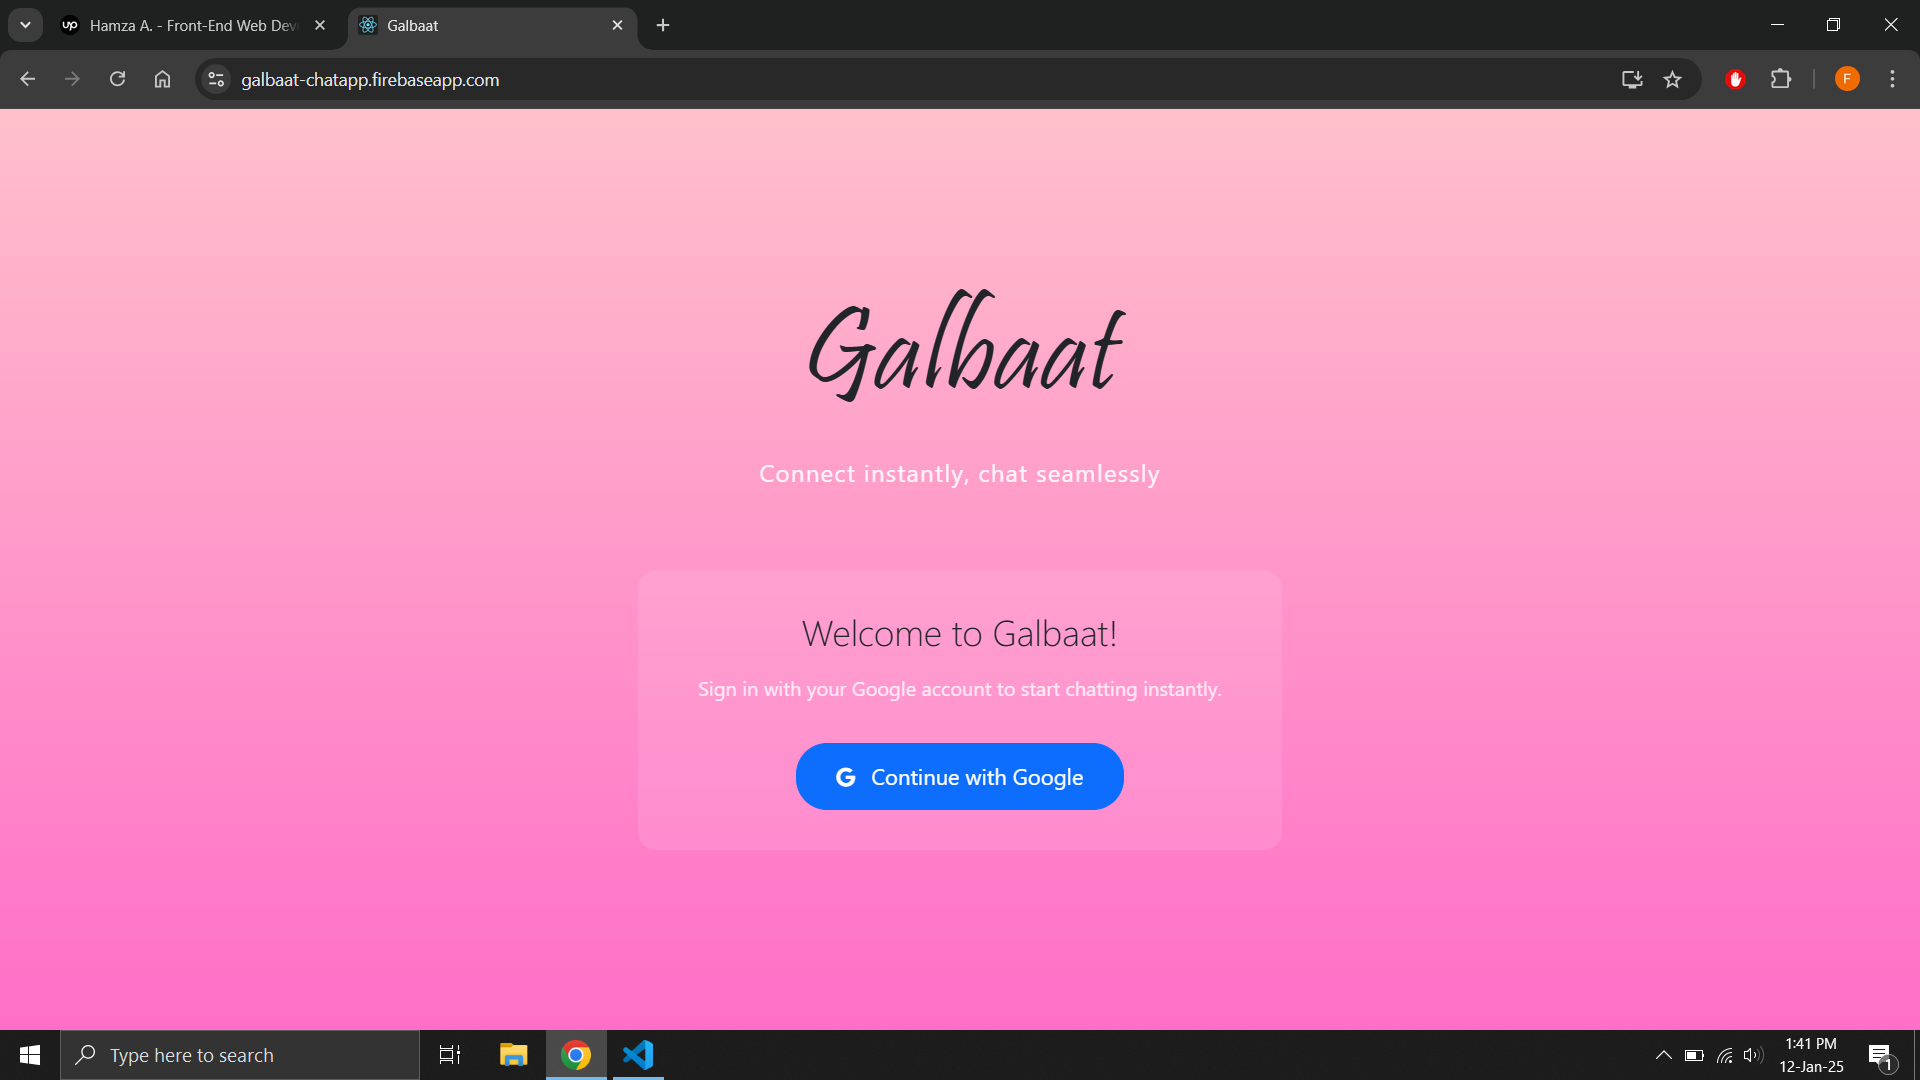 Hamza A. - Front-End Web Dev
Galbaat
galbaat-chatapp.firebaseapp.com
F
Galbaat
Connect instantly, chat seamlessly
Welcome to Galbaat!
Sign in with your Google account to start chatting instantly.
G Continue with Google
Type here to search
1:41 PM
12-Jan-25
1